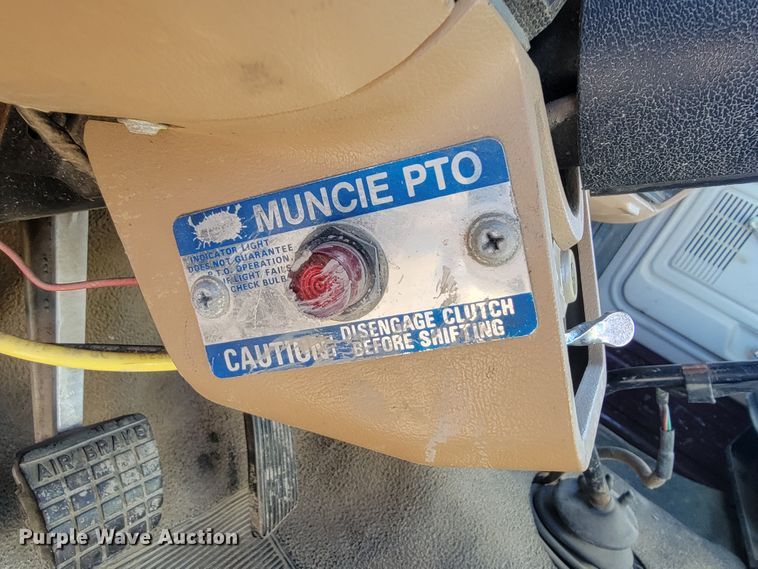 MUNCIE PTO
INDICATOR LIGHT
DOES NOT GUARANTEE
P.T.O. OPERATION.
IF LIGHT FAILS
CHECK BULB.
CAUTION: DISENGAGE CLUTCH
BEFORE SHIFTING
AIR BRAKE
Purple Wave Auction